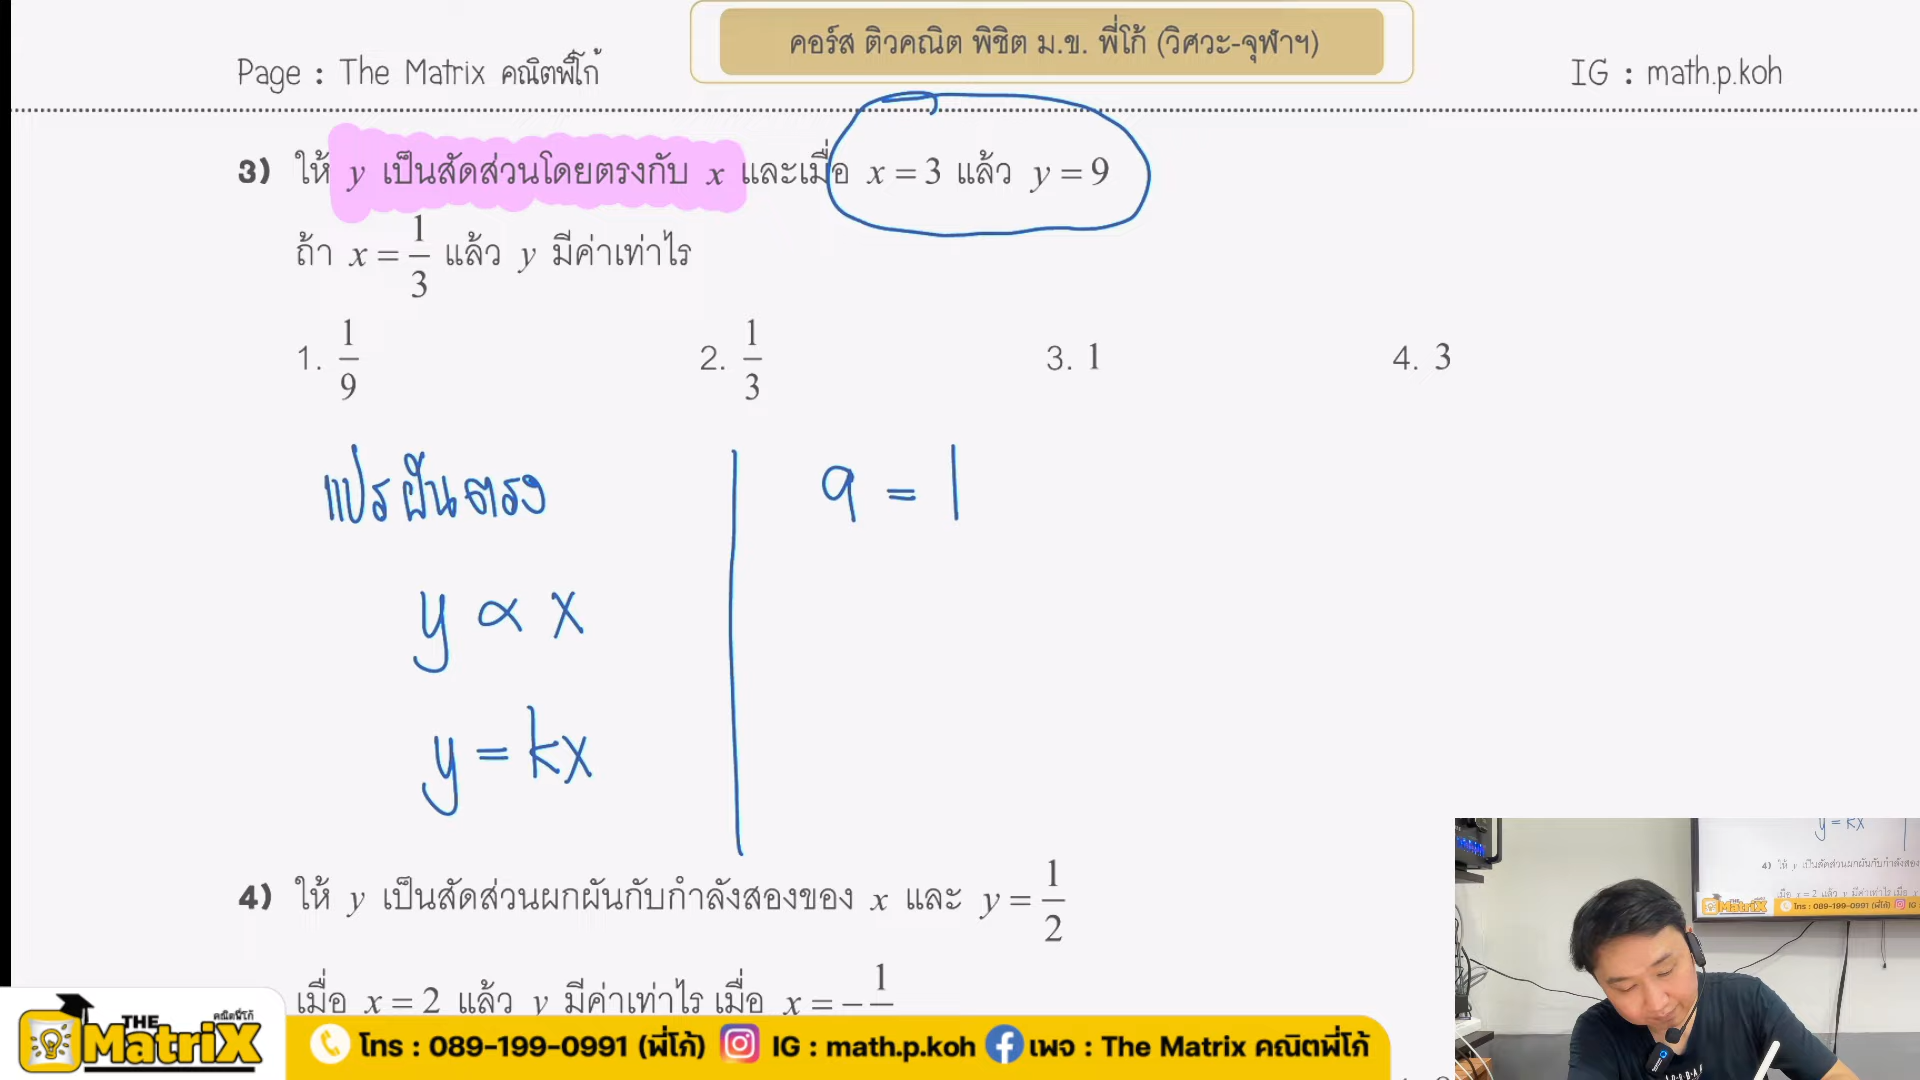 คอร์ส ติวคณิต พิชิต ม.ข. พี่โก้ (วิศวะ-จุฬาฯ)
Page : The Matrix คณิตพี่โก้
IG : math.p.koh
3) ให้ y เป็นสัดส่วนโดยตรงกับ x และเมื่อ x = 3 แล้ว y = 9
ถ้า x = 1/3 แล้ว y มีค่าเท่าไร
1. 1/9 2. 1/3 3. 1 4. 3
แปรผันตรง
y ∝ x
y = kx
9 = |
4) ให้ y เป็นสัดส่วนผกผันกับกำลังสองของ x และ y = 1/2
เมื่อ x = 2 แล้ว y มีค่าเท่าไร เมื่อ x = − 1
THE MatriX คณิตพี่โก้
โทร : 089-199-0991 (พี่โก้) IG : math.p.koh เพจ : The Matrix คณิตพี่โก้